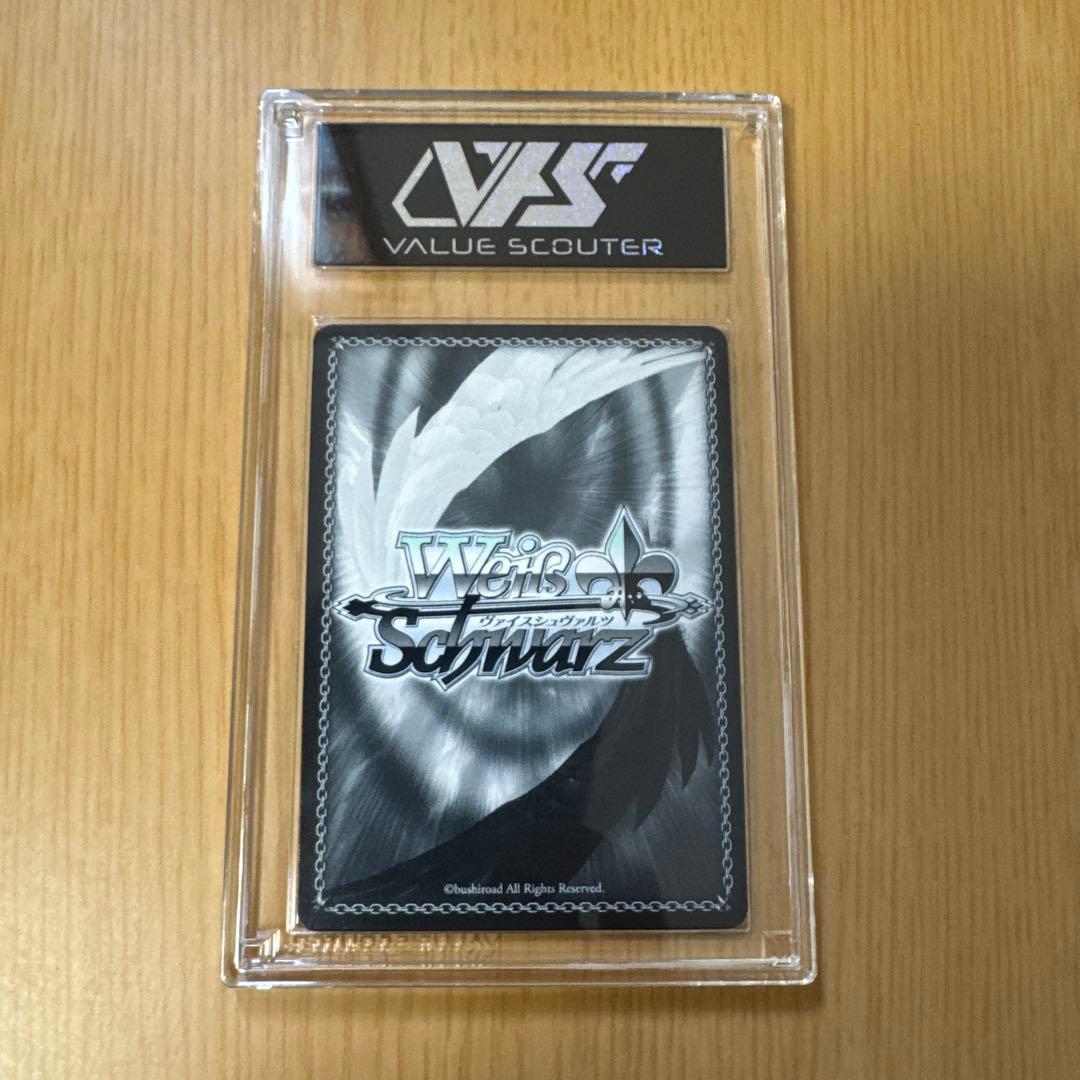 VS
VALUE SCOUTER
Weiß
ヴァイスシュヴァルツ
Schwarz
©bushiroad All Rights Reserved.